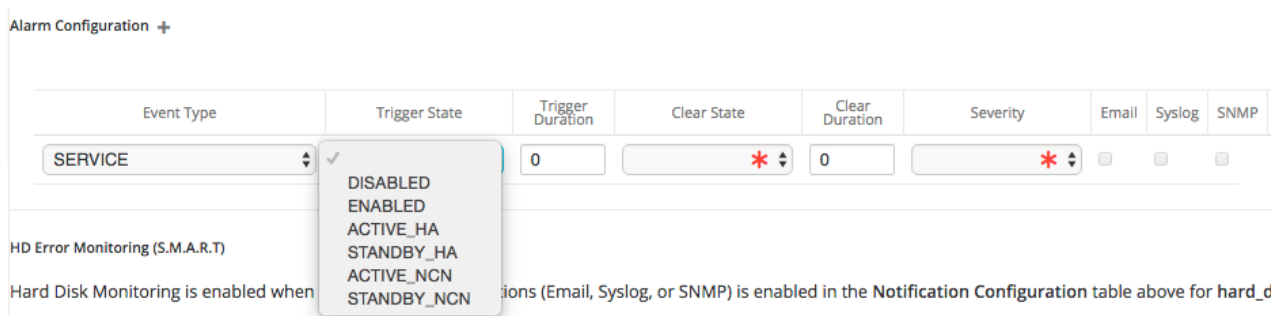 Alarm Configuration +
Event Type Trigger State Trigger Duration Clear State Clear Duration Severity Email Syslog SNMP
SERVICE 0 * 0 *
DISABLED
ENABLED
ACTIVE_HA
STANDBY_HA
ACTIVE_NCN
STANDBY_NCN
HD Error Monitoring (S.M.A.R.T)
Hard Disk Monitoring is enabled when (Email, Syslog, or SNMP) is enabled in the Notification Configuration table above for